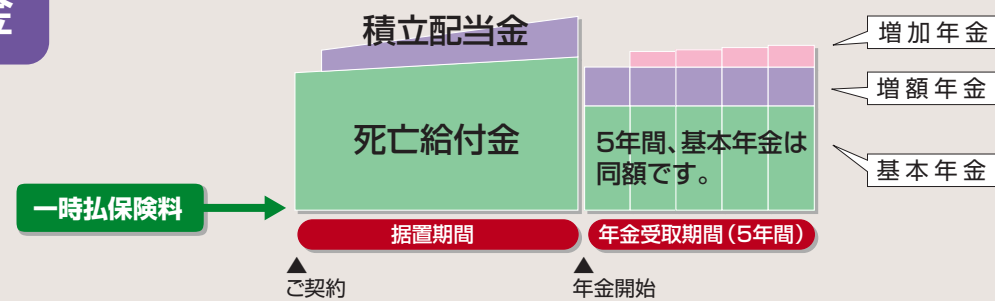 金
積立配当金
死亡給付金
5年間、基本年金は
同額です。
増加年金
増額年金
基本年金
一時払保険料
据置期間
年金受取期間(5年間)
ご契約
年金開始